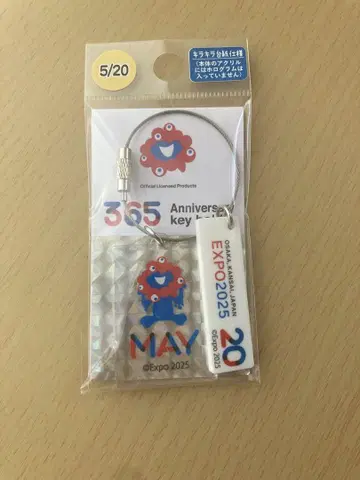 5/20
キラキラ台紙仕様
(本体のアクリル
にはホログラムは
入っていません)
Official Licensed Products
365
Anniversary
key
MAY
©Expo 2025
OSAKA, KANSAI, JAPAN
EXPO2025
20
©Expo 2025